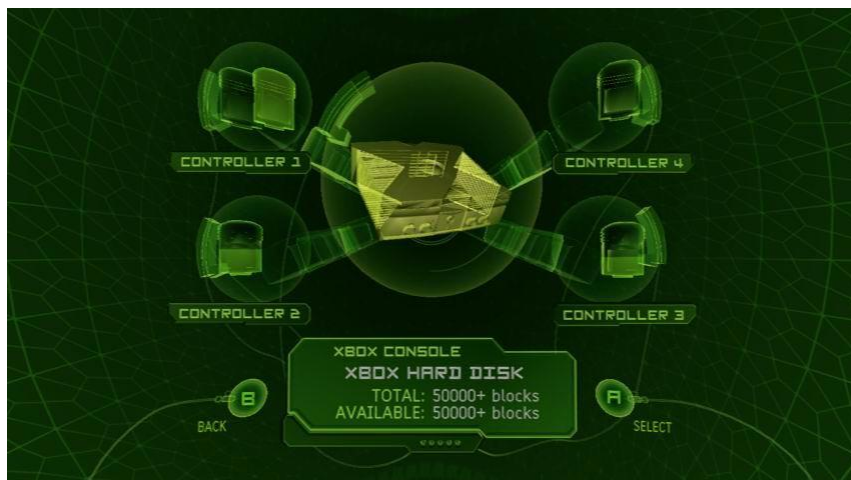 CONTROLLER 1
CONTROLLER 4
CONTROLLER 2
CONTROLLER 3
XBOX CONSOLE
XBOX HARD DISK
TOTAL: 50000+ blocks
AVAILABLE: 50000+ blocks
B
BACK
A
SELECT